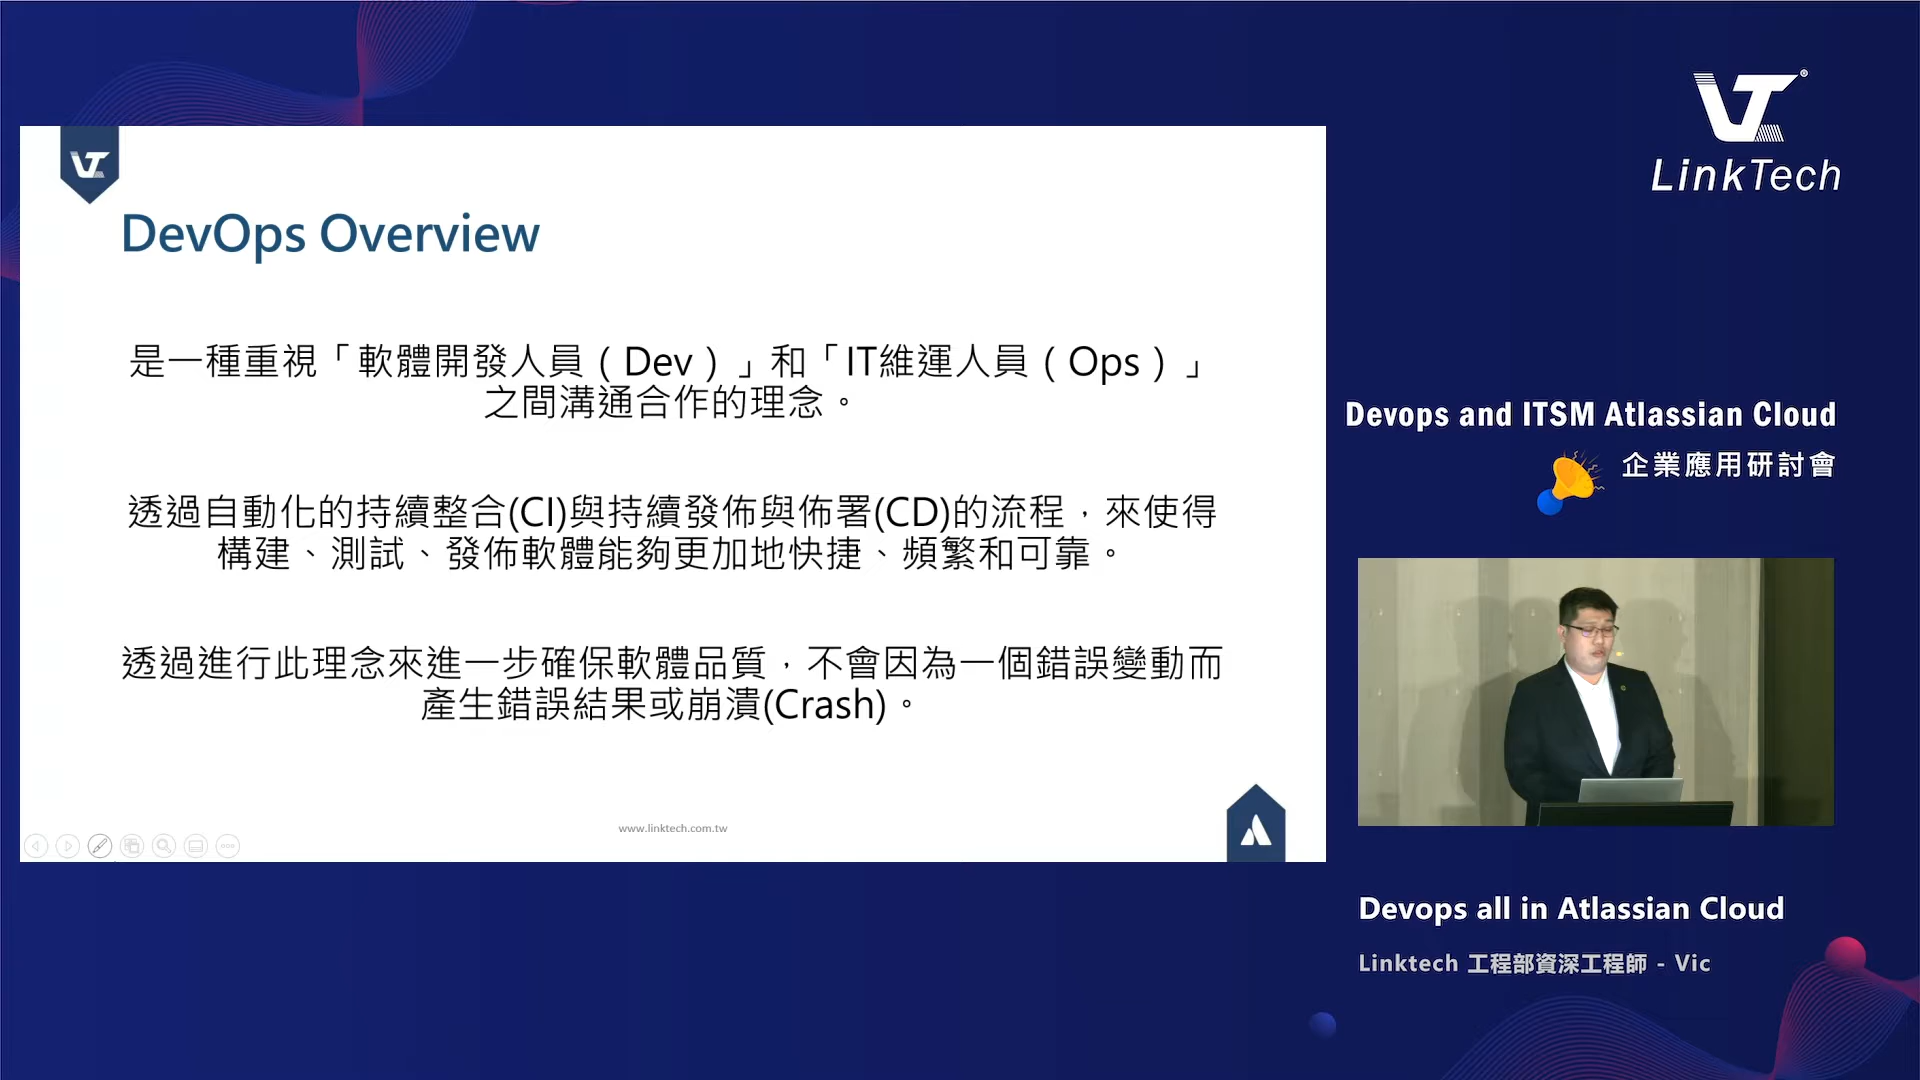 DevOps Overview
是一種重視「軟體開發人員（Dev）」和「IT維運人員（Ops）」
之間溝通合作的理念。
透過自動化的持續整合(CI)與持續發佈與佈署(CD)的流程，來使得
構建、測試、發佈軟體能夠更加地快捷、頻繁和可靠。
透過進行此理念來進一步確保軟體品質，不會因為一個錯誤變動而
產生錯誤結果或崩潰(Crash)。
www.linktech.com.tw
LinkTech
Devops and ITSM Atlassian Cloud
企業應用研討會
Devops all in Atlassian Cloud
Linktech 工程部資深工程師 - Vic